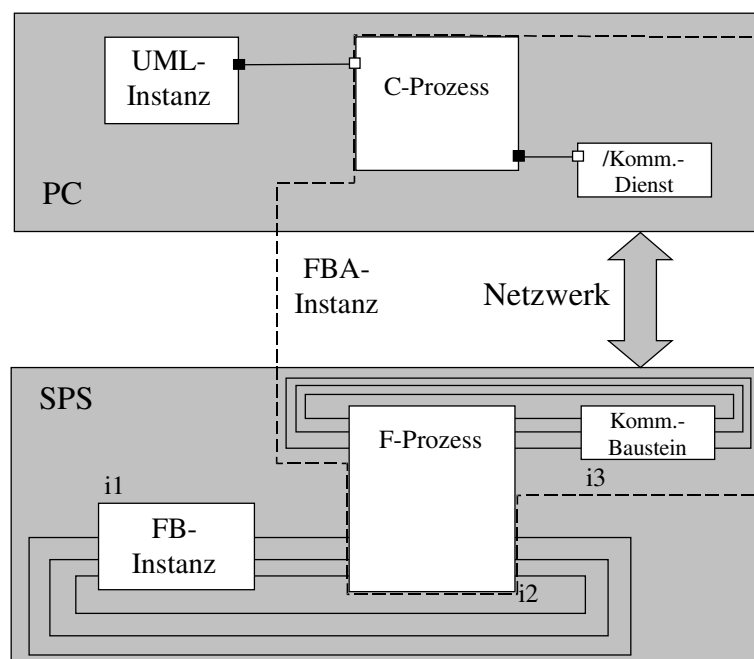 UML-
Instanz
C-Prozess
/Komm.-
Dienst
PC
FBA-
Instanz
Netzwerk
SPS
F-Prozess
Komm.-
Baustein
i3
i1
FB-
Instanz
i2